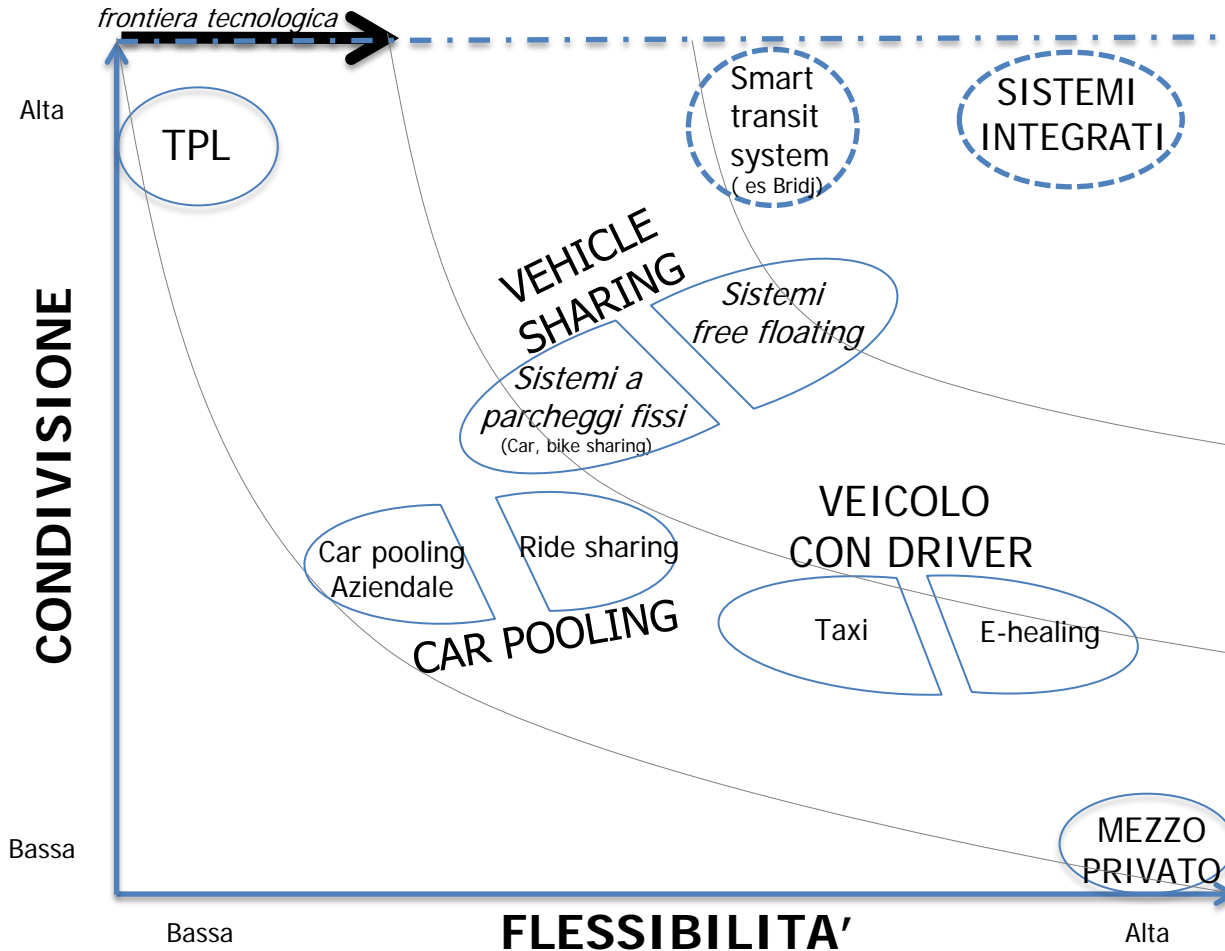 frontiera tecnologica
Alta
TPL
Smart
transit
system
( es Bridj)
SISTEMI
INTEGRATI
VEHICLE
SHARING
Sistemi
free floating
Sistemi a
parcheggi fissi
(Car, bike sharing)
CONDIVISIONE
Car pooling
Aziendale
Ride sharing
CAR POOLING
VEICOLO
CON DRIVER
Taxi
E-healing
MEZZO
PRIVATO
Bassa
Bassa
FLESSIBILITA’
Alta